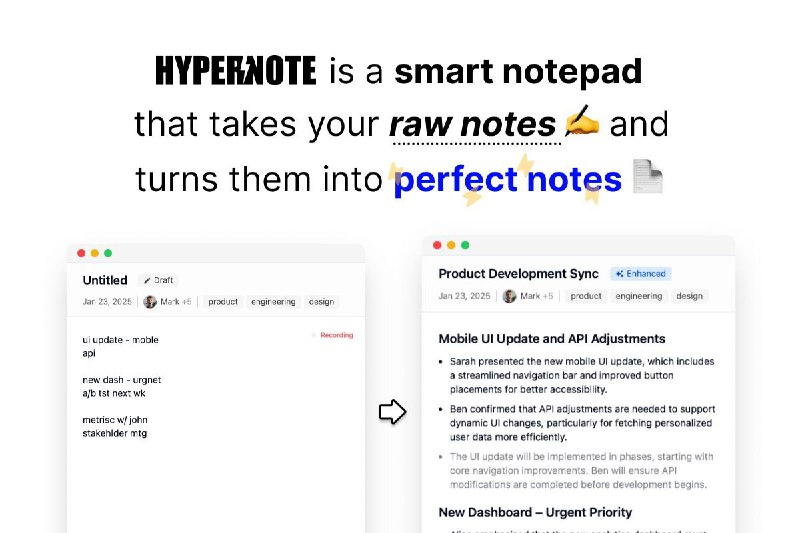 HYPERNOTE is a smart notepad
that takes your raw notes ✍️ and
turns them into perfect notes
Untitled
Draft
Jan 23, 2025
Mark +5
product
engineering
design
Recording
ui update - moble
api
new dash - urgnet
a/b tst next wk
metrisc w/ john
stakehlder mtg
Product Development Sync
Enhanced
Jan 23, 2025
Mark +5
product
engineering
design
Mobile UI Update and API Adjustments
• Sarah presented the new mobile UI update, which includes
a streamlined navigation bar and improved button
placements for better accessibility.
• Ben confirmed that API adjustments are needed to support
dynamic UI changes, particularly for fetching personalized
user data more efficiently.
• The UI update will be implemented in phases, starting with
core navigation improvements. Ben will ensure API
modifications are completed before development begins.
New Dashboard – Urgent Priority